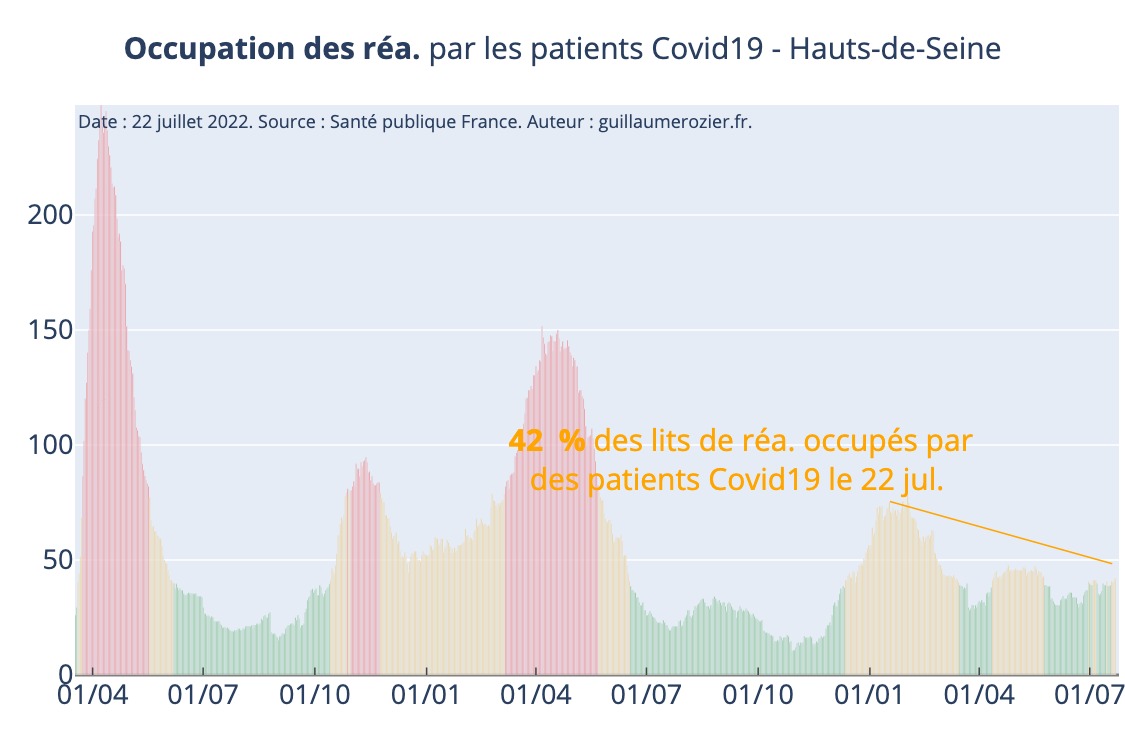 Occupation des réa. par les patients Covid19 - Hauts-de-Seine
Date : 22 juillet 2022. Source : Santé publique France. Auteur : guillaumerozier.fr.
200
150
100
50
0
42 % des lits de réa. occupés par
des patients Covid19 le 22 jul.
01/04 01/07 01/10 01/01 01/04 01/07 01/10 01/01 01/04 01/07